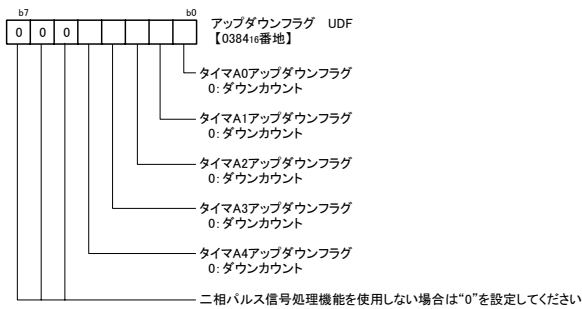 b7 b0
0 0 0
アップダウンフラグ UDF
【038416番地】
タイマA0アップダウンフラグ
0: ダウンカウント
タイマA1アップダウンフラグ
0: ダウンカウント
タイマA2アップダウンフラグ
0: ダウンカウント
タイマA3アップダウンフラグ
0: ダウンカウント
タイマA4アップダウンフラグ
0: ダウンカウント
二相パルス信号処理機能を使用しない場合は“0”を設定してください